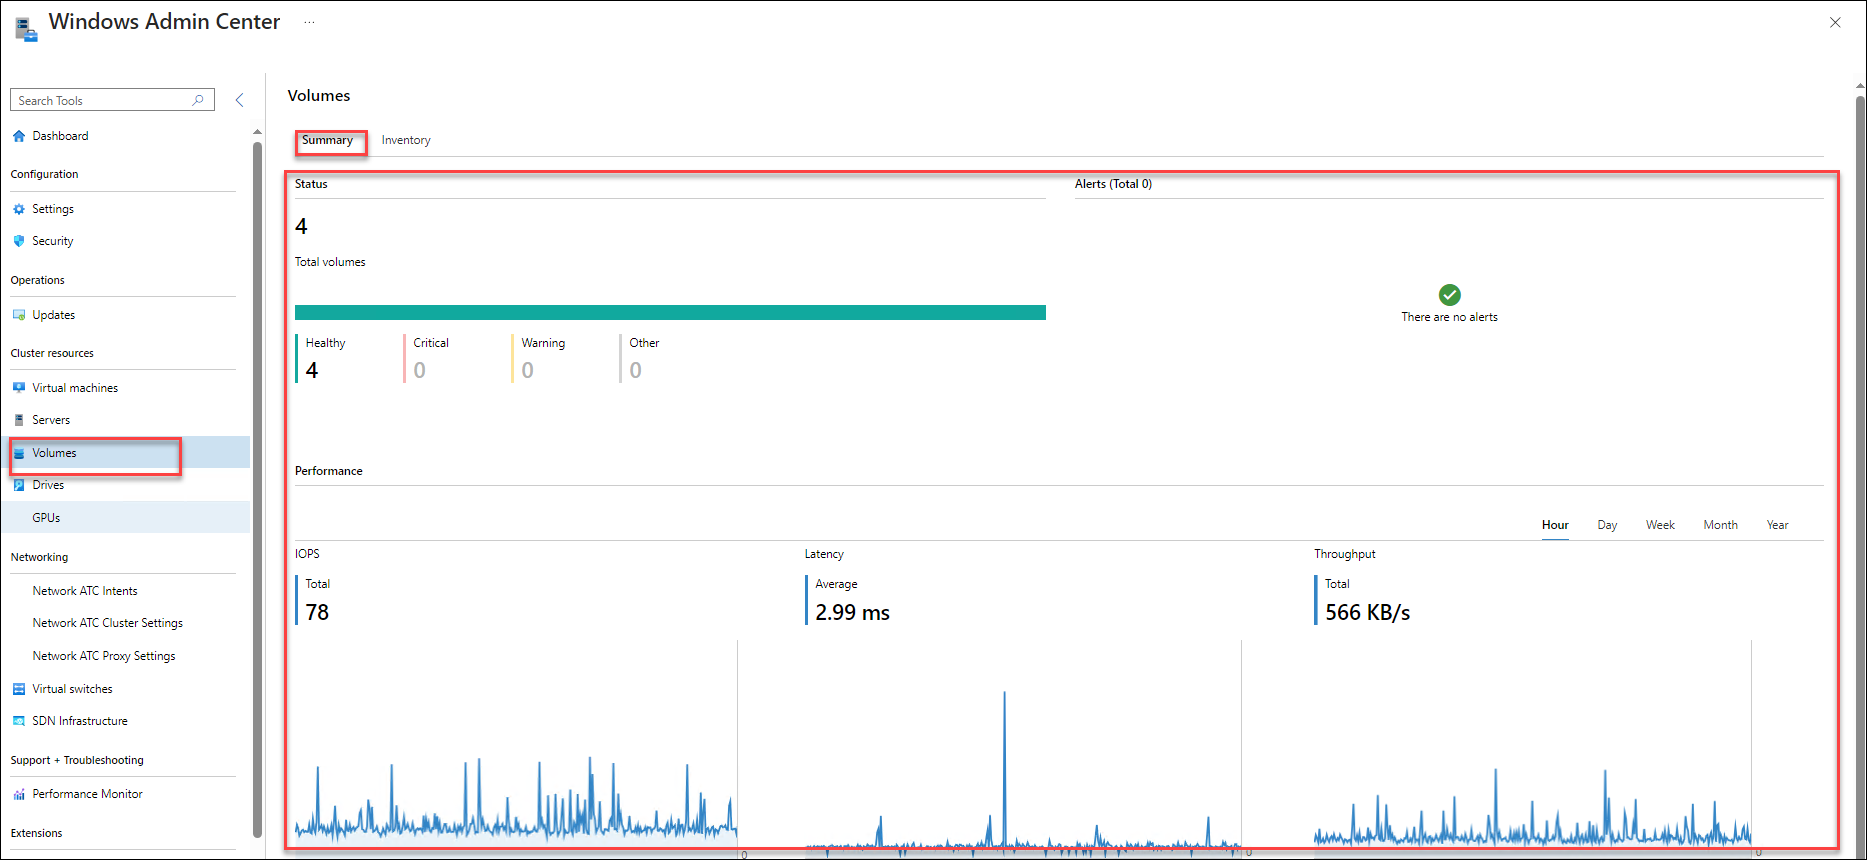 Windows Admin Center ...
Search Tools
Dashboard
Configuration
Settings
Security
Operations
Updates
Cluster resources
Virtual machines
Servers
Volumes
Drives
GPUs
Networking
Network ATC Intents
Network ATC Cluster Settings
Network ATC Proxy Settings
Virtual switches
SDN Infrastructure
Support + Troubleshooting
Performance Monitor
Extensions
Volumes
Summary Inventory
Status
4
Total volumes
Healthy Critical Warning Other
4 0 0 0
Alerts (Total 0)
There are no alerts
Performance
Hour Day Week Month Year
IOPS Latency Throughput
Total Average Total
78 2.99 ms 566 KB/s
0 0 0